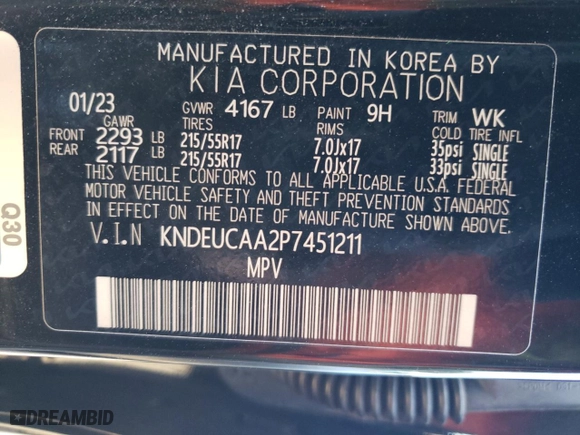 MANUFACTURED IN KOREA BY
KIA CORPORATION
01/23 GVWR 4167 LB PAINT 9H TRIM WK
GAWR TIRES RIMS COLD TIRE INFL
FRONT 2293 LB 215/55R17 7.0Jx17 35psi SINGLE
REAR 2117 LB 215/55R17 7.0Jx17 33psi SINGLE
THIS VEHICLE CONFORMS TO ALL APPLICABLE U.S.A. FEDERAL
MOTOR VEHICLE SAFETY AND THEFT PREVENTION STANDARDS
IN EFFECT ON THE DATE OF MANUFACTURE SHOWN ABOVE.
V.I.N KNDEUCAA2P7451211
MPV
Q30
DREAMBID